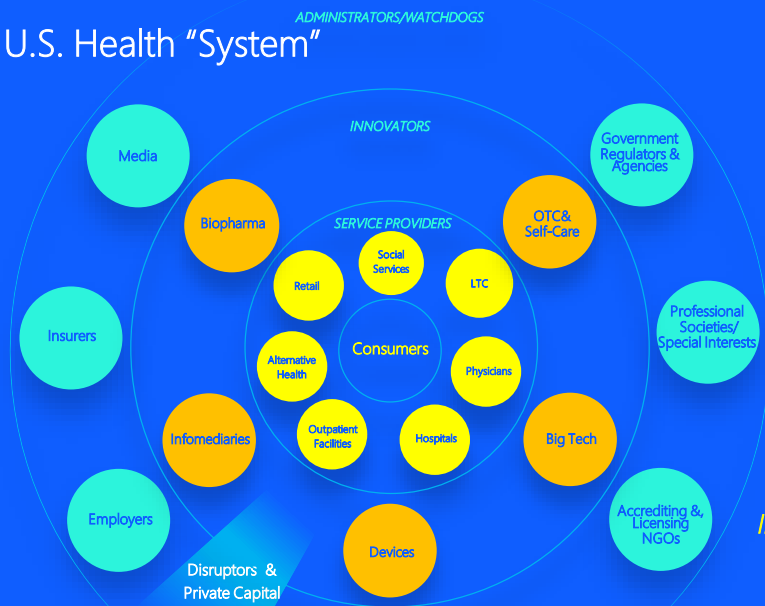 ADMINISTRATORS/WATCHDOGS
U.S. Health “System”
INNOVATORS
Media
Government
Regulators &
Agencies
Biopharma
SERVICE PROVIDERS
OTC&
Self-Care
Social
Services
Retail
LTC
Insurers
Professional
Societies/
Special Interests
Consumers
Alternative
Health
Physicians
Infomediaries
Outpatient
Facilities
Hospitals
Big Tech
Employers
Accrediting &,
Licensing
NGOs
Devices
Disruptors &
Private Capital